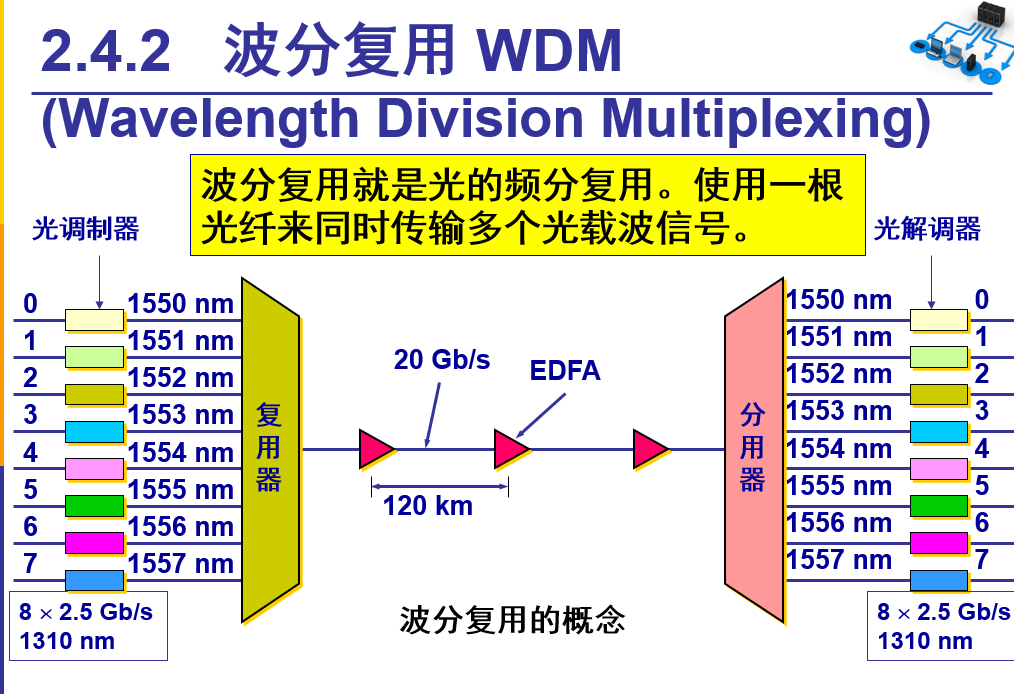 2.4.2 波分复用 WDM
(Wavelength Division Multiplexing)
波分复用就是光的频分复用。使用一根
光纤来同时传输多个光载波信号。
光调制器
光解调器
0
1550 nm
1
1551 nm
2
1552 nm
3
1553 nm
4
1554 nm
5
1555 nm
6
1556 nm
7
1557 nm
8 × 2.5 Gb/s
1310 nm
复
用
器
20 Gb/s
EDFA
120 km
分
用
器
1550 nm
0
1551 nm
1
1552 nm
2
1553 nm
3
1554 nm
4
1555 nm
5
1556 nm
6
1557 nm
7
8 × 2.5 Gb/s
1310 nm
波分复用的概念